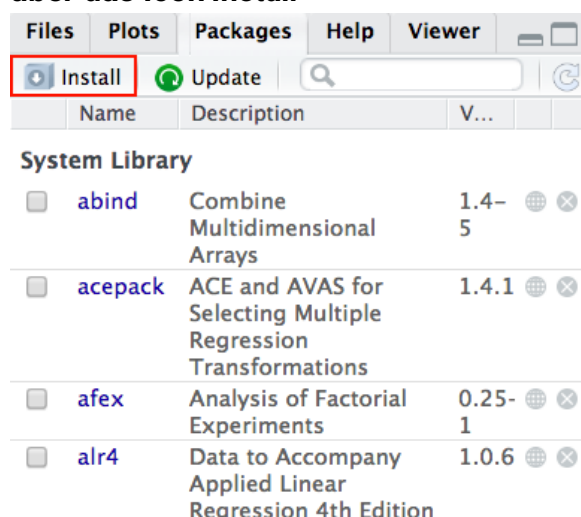 Files Plots Packages Help Viewer
Install Update
Name Description V...
System Library
abind Combine 1.4-
Multidimensional 5
Arrays
acepack ACE and AVAS for 1.4.1
Selecting Multiple
Regression
Transformations
afex Analysis of Factorial 0.25-
Experiments 1
alr4 Data to Accompany 1.0.6
Applied Linear
Regression 4th Edition